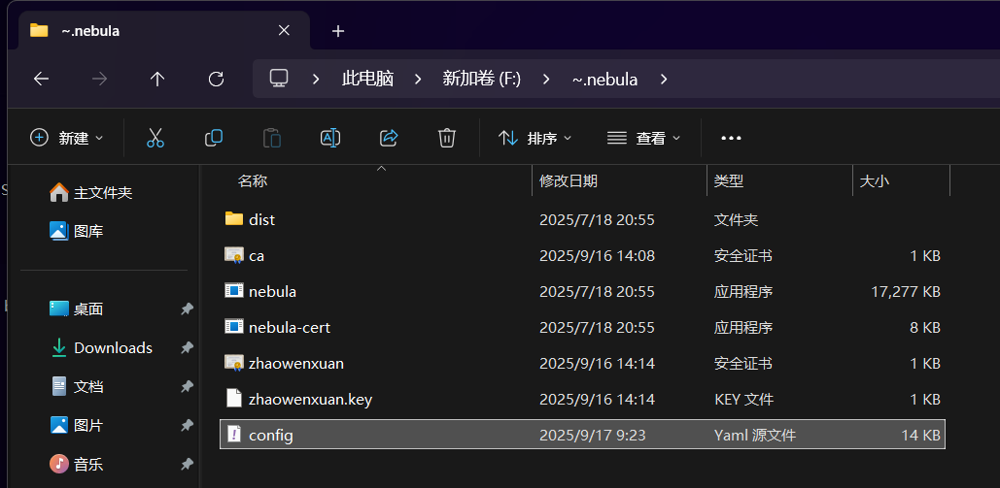 ~.nebula
此电脑 新加卷 (F:) ~.nebula
新建 排序 查看
名称 修改日期 类型 大小
主文件夹
图库
桌面
Downloads
文档
图片
音乐
dist 2025/7/18 20:55 文件夹
ca 2025/9/16 14:08 安全证书 1 KB
nebula 2025/7/18 20:55 应用程序 17,277 KB
nebula-cert 2025/7/18 20:55 应用程序 8 KB
zhaowenxuan 2025/9/16 14:14 安全证书 1 KB
zhaowenxuan.key 2025/9/16 14:14 KEY 文件 1 KB
config 2025/9/17 9:23 Yaml 源文件 14 KB